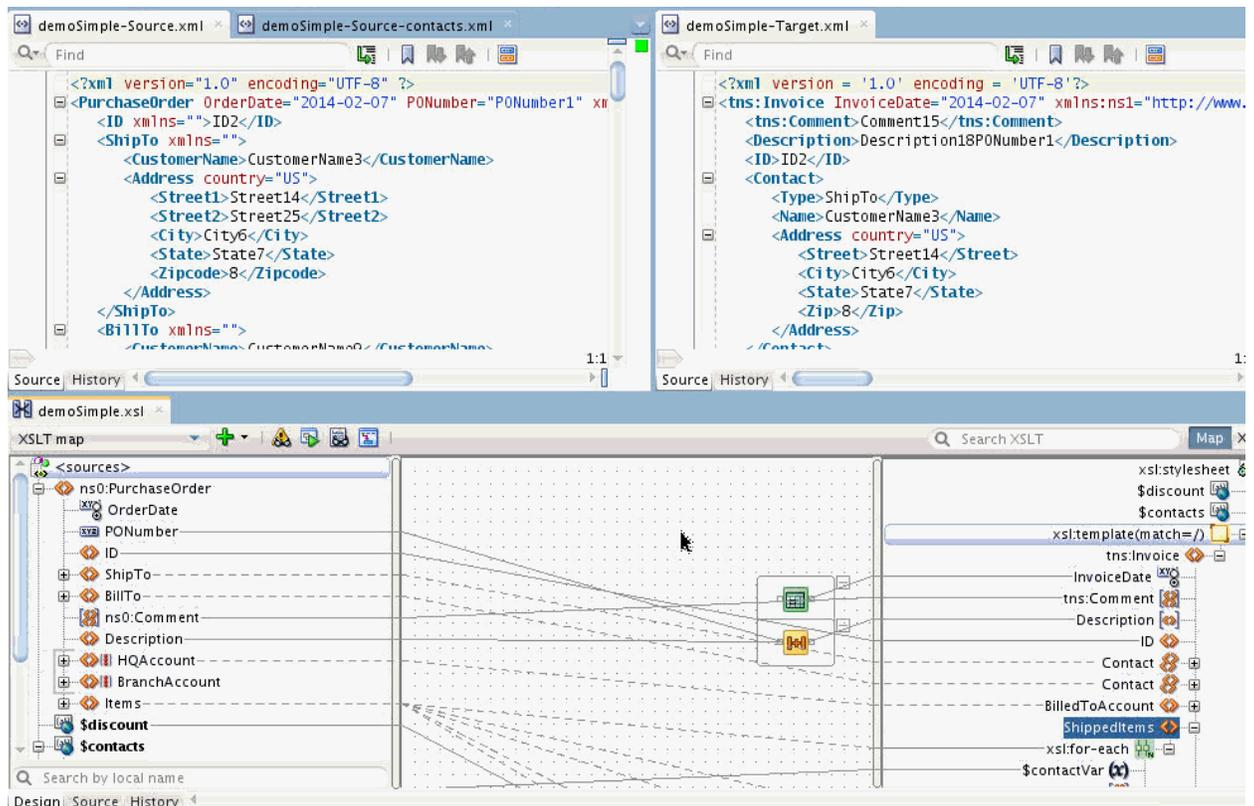 demoSimple-Source.xml
demoSimple-Source-contacts.xml
Find
<?xml version="1.0" encoding="UTF-8" ?>
<PurchaseOrder OrderDate="2014-02-07" PONumber="PONumber1" xm
<ID xmlns="">ID2</ID>
<ShipTo xmlns="">
<CustomerName>CustomerName3</CustomerName>
<Address country="US">
<Street1>Street14</Street1>
<Street2>Street25</Street2>
<City>City6</City>
<State>State7</State>
<Zipcode>8</Zipcode>
</Address>
</ShipTo>
<BillTo xmlns="">
<CustomerName>CustomerName9</CustomerName>
1:1
Source History
demoSimple-Target.xml
Find
<?xml version = '1.0' encoding = 'UTF-8'?>
<tns:Invoice InvoiceDate="2014-02-07" xmlns:ns1="http://www.
<tns:Comment>Comment15</tns:Comment>
<Description>Description18PONumber1</Description>
<ID>ID2</ID>
<Contact>
<Type>ShipTo</Type>
<Name>CustomerName3</Name>
<Address country="US">
<Street>Street14</Street>
<City>City6</City>
<State>State7</State>
<Zip>8</Zip>
</Address>
</Contact>
1:
Source History
demoSimple.xsl
XSLT map
Search XSLT
Map
<sources>
ns0:PurchaseOrder
OrderDate
PONumber
ID
ShipTo
BillTo
ns0:Comment
Description
HQAccount
BranchAccount
Items
$discount
$contacts
Search by local name
xsl:stylesheet
$discount
$contacts
xsl:template(match=/)
tns:Invoice
InvoiceDate
tns:Comment
Description
ID
Contact
Contact
BilledToAccount
ShippedItems
xsl:for-each
$contactVar
Design Source History